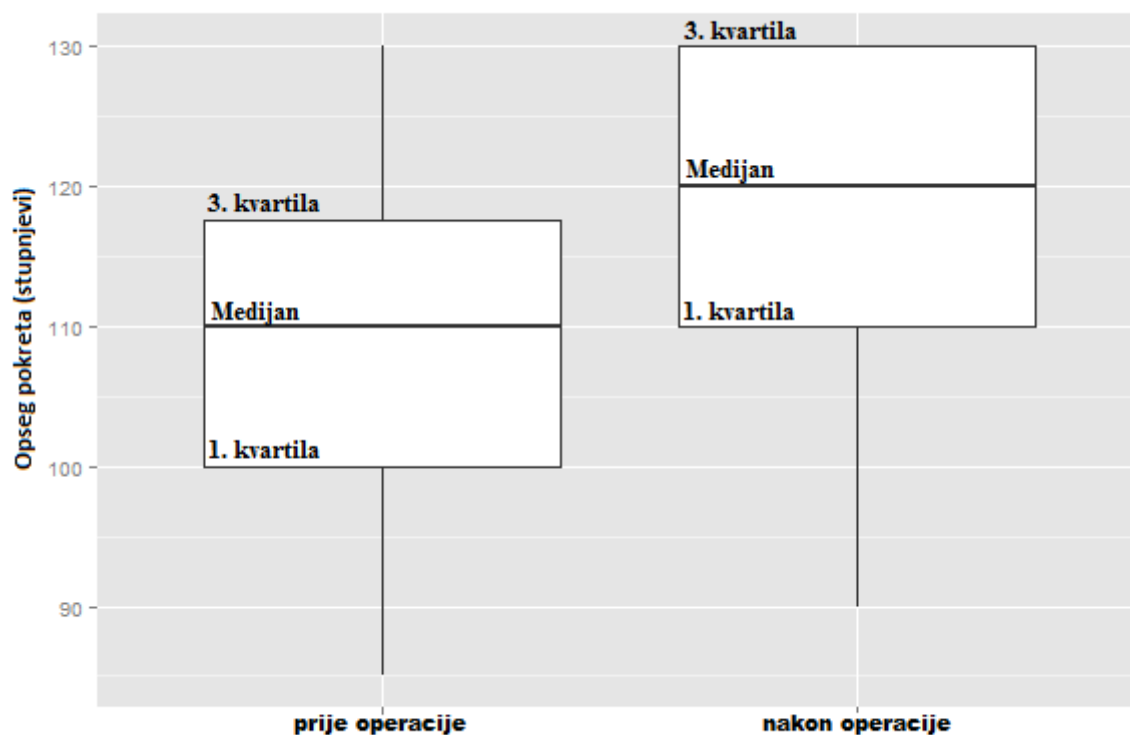 3. kvartila
130
Medijan
120
3. kvartila
Medijan
1. kvartila
110
1. kvartila
100
90
Opseg pokreta (stupnjevi)
prije operacije
nakon operacije